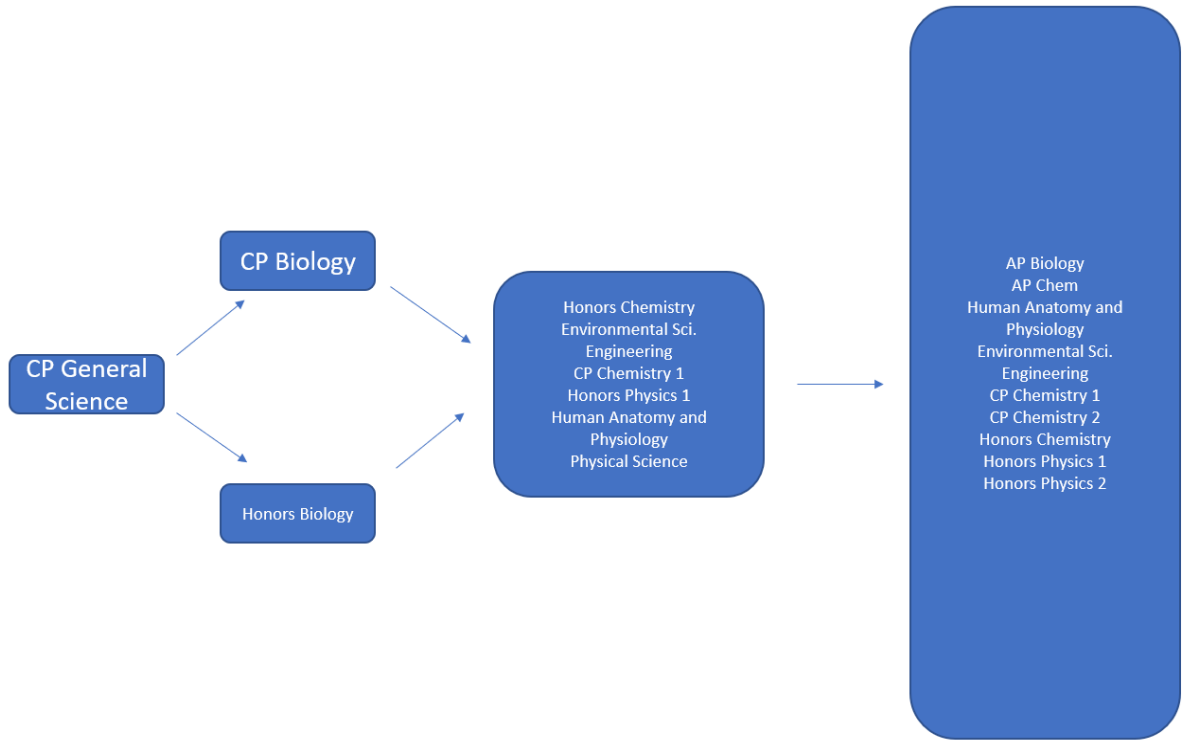 CP General
Science
CP Biology
Honors Biology
Honors Chemistry
Environmental Sci.
Engineering
CP Chemistry 1
Honors Physics 1
Human Anatomy and
Physiology
Physical Science
AP Biology
AP Chem
Human Anatomy and
Physiology
Environmental Sci.
Engineering
CP Chemistry 1
CP Chemistry 2
Honors Chemistry
Honors Physics 1
Honors Physics 2